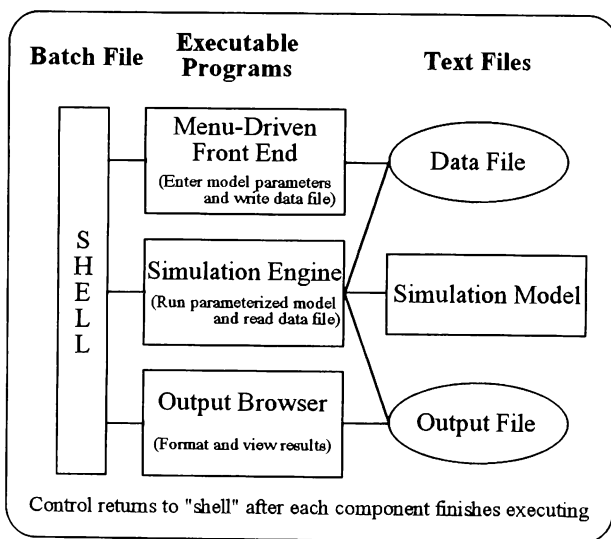 Batch File
Executable
Programs
Text Files
SHELL
Menu-Driven
Front End
(Enter model parameters
and write data file)
Data File
Simulation Engine
(Run parameterized model
and read data file)
Simulation Model
Output Browser
(Format and view results)
Output File
Control returns to "shell" after each component finishes executing